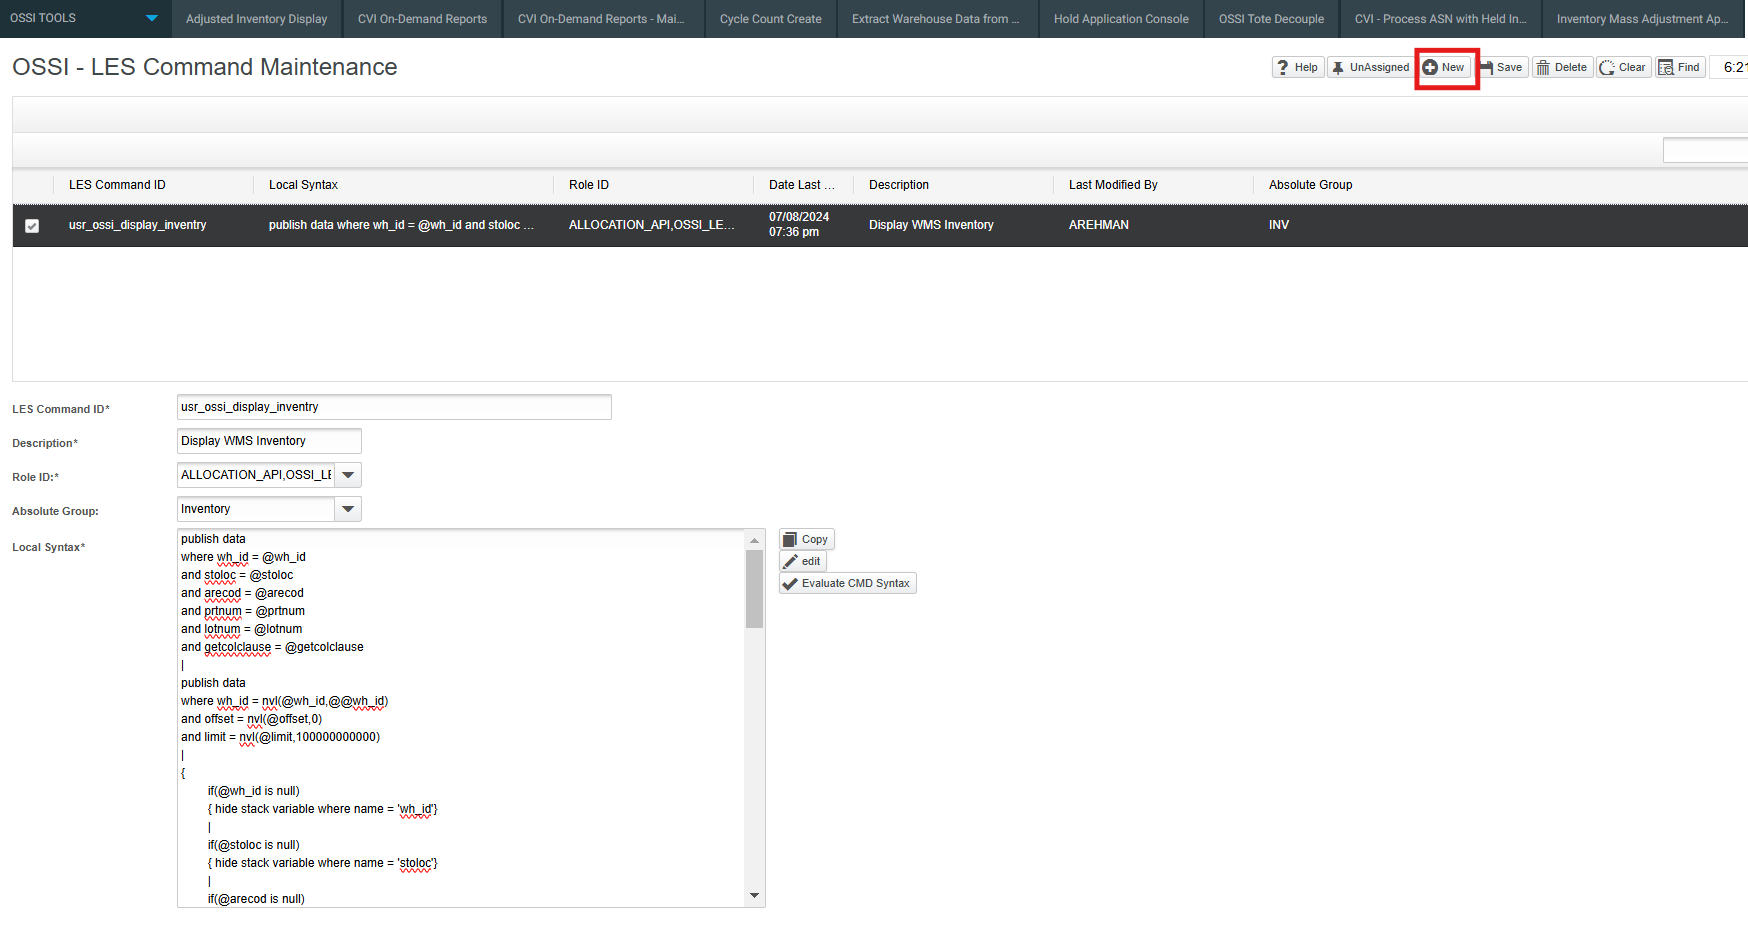 OSSI TOOLS
Adjusted Inventory Display
CVI On-Demand Reports
CVI On-Demand Reports - Mai...
Cycle Count Create
Extract Warehouse Data from ...
Hold Application Console
OSSI Tote Decouple
CVI - Process ASN with Held In...
Inventory Mass Adjustment Ap...
OSSI - LES Command Maintenance
Help
UnAssigned
New
Save
Delete
Clear
Find
6:21
LES Command ID
Local Syntax
Role ID
Date Last ...
Description
Last Modified By
Absolute Group
usr_ossi_display_inventry
publish data where wh_id = @wh_id and stoloc ...
ALLOCATION_API,OSSI_LE...
07/08/2024
07:36 pm
Display WMS Inventory
AREHMAN
INV
LES Command ID*
usr_ossi_display_inventry
Description*
Display WMS Inventory
Role ID:*
ALLOCATION_API,OSSI_LE
Absolute Group:
Inventory
Local Syntax*
publish data
where wh_id = @wh_id
and stoloc = @stoloc
and arecod = @arecod
and prtnum = @prtnum
and lotnum = @lotnum
and getcolclause = @getcolclause
|
publish data
where wh_id = nvl(@wh_id,@@wh_id)
and offset = nvl(@offset,0)
and limit = nvl(@limit,100000000000)
|
{
if(@wh_id is null)
{ hide stack variable where name = 'wh_id'}
|
if(@stoloc is null)
{ hide stack variable where name = 'stoloc'}
|
if(@arecod is null)
Copy
edit
Evaluate CMD Syntax